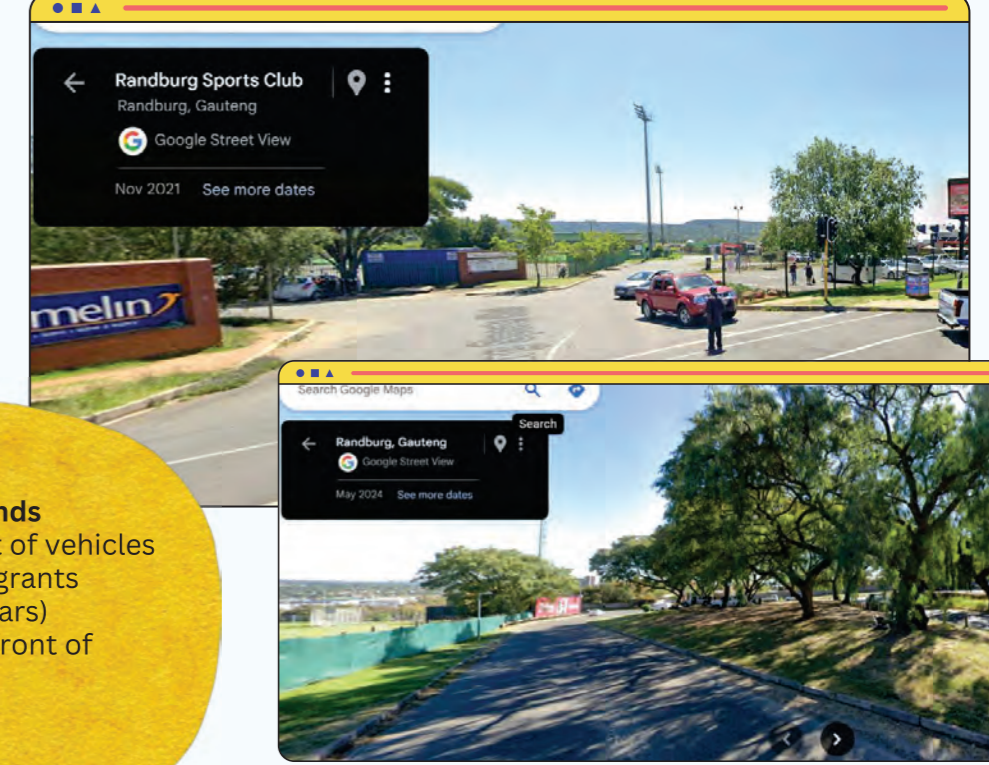 Randburg Sports Club
Randburg, Gauteng
Google Street View
Nov 2021 See more dates
melin
Search Google Maps
Search
Randburg, Gauteng
Google Street View
May 2024 See more dates
nds
t of vehicles
grants
ars)
ront of